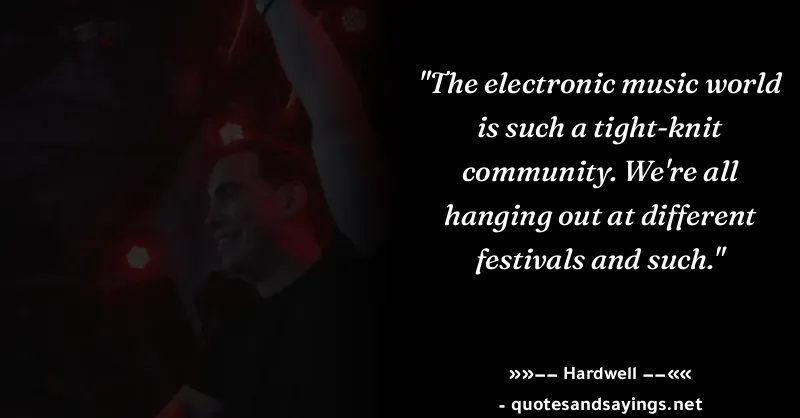 "The electronic music world
is such a tight-knit
community. We're all
hanging out at different
festivals and such."
»»−− Hardwell −−««
- quotesandsayings.net